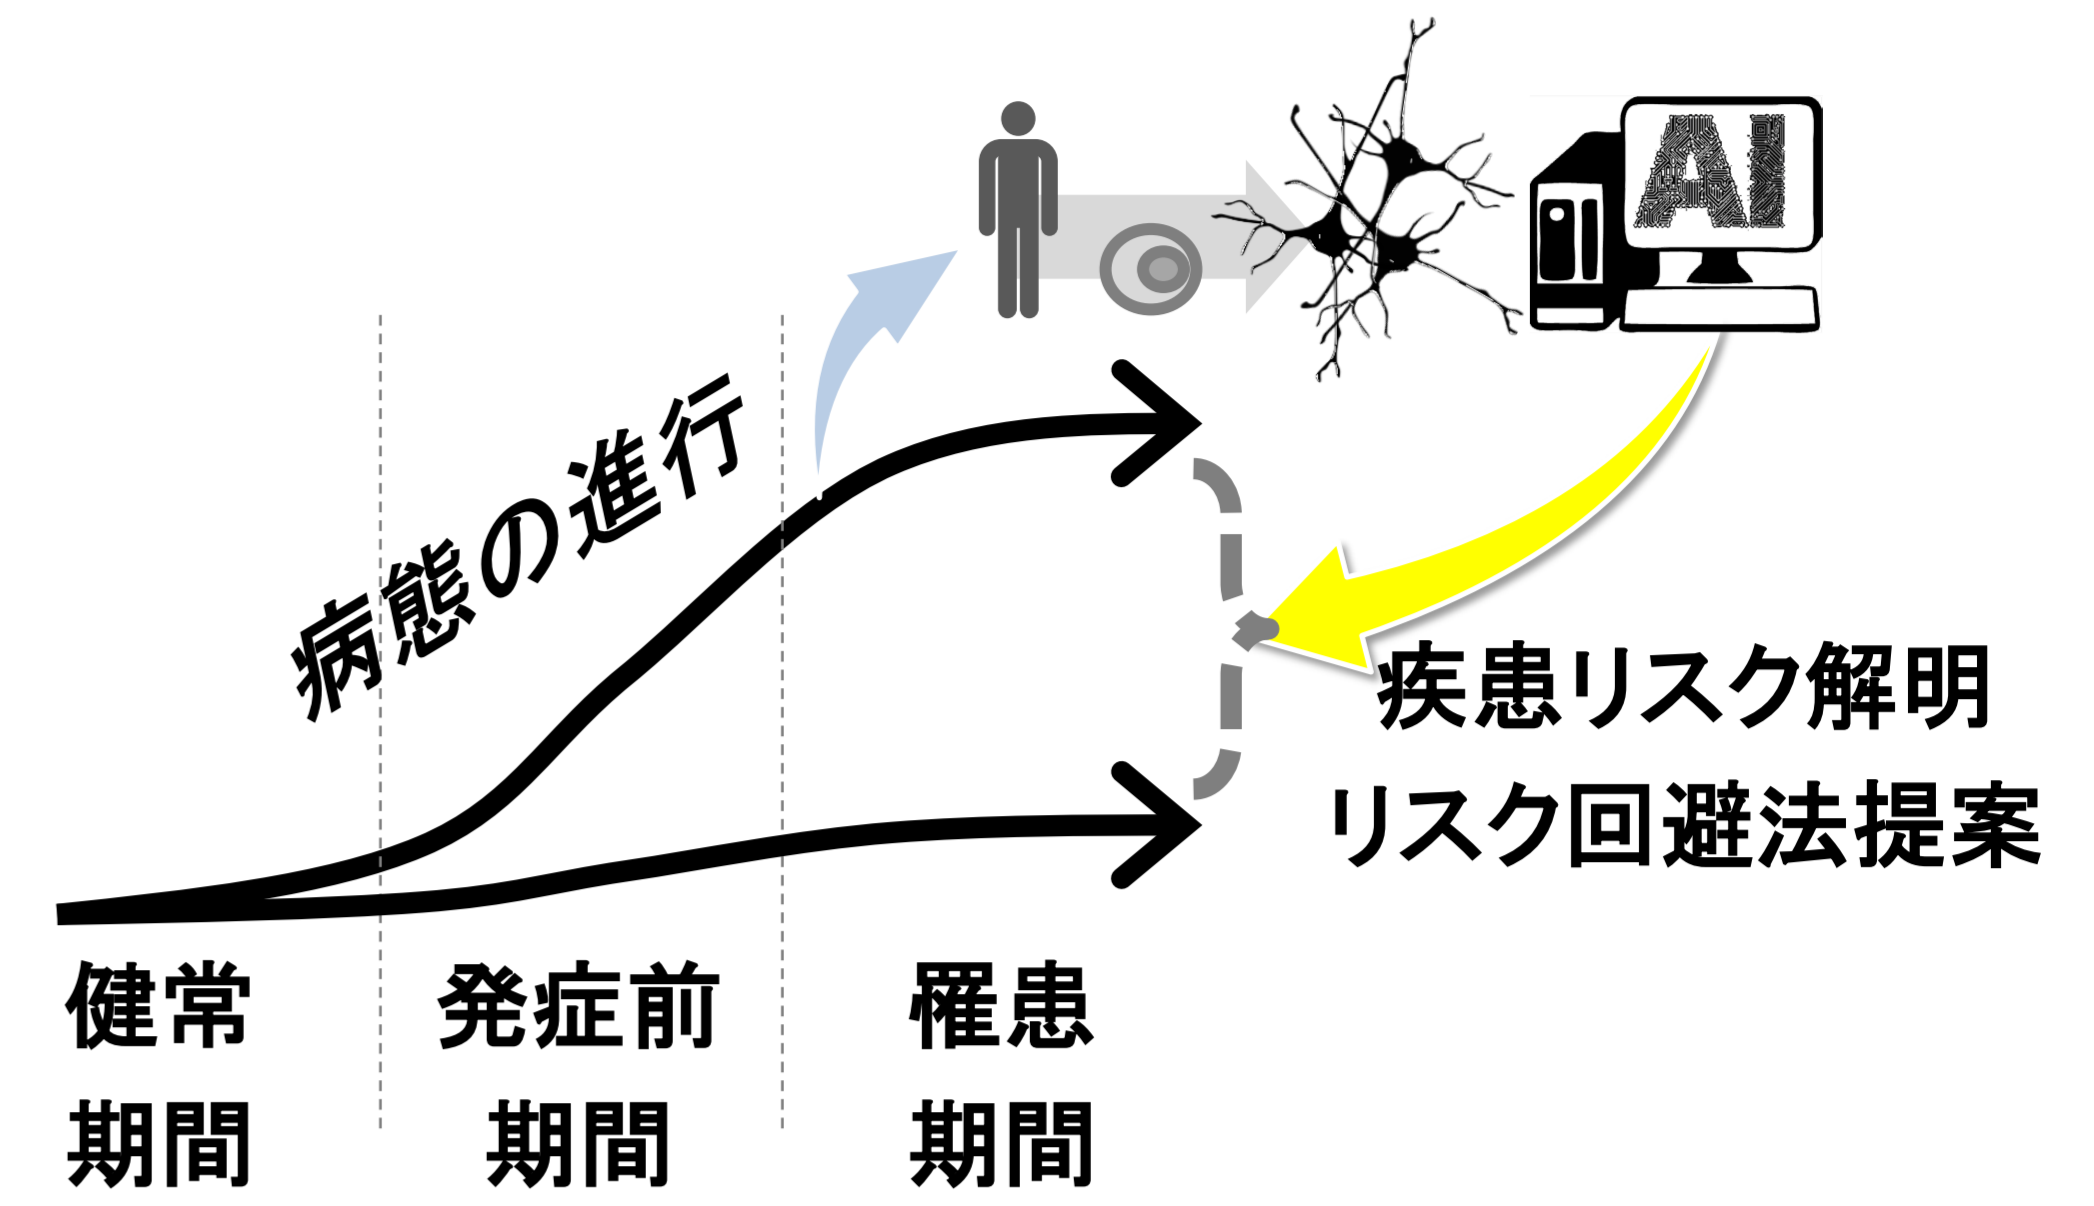 AI
病態の進行
疾患リスク解明
リスク回避法提案
健常
期間
発症前
期間
罹患
期間